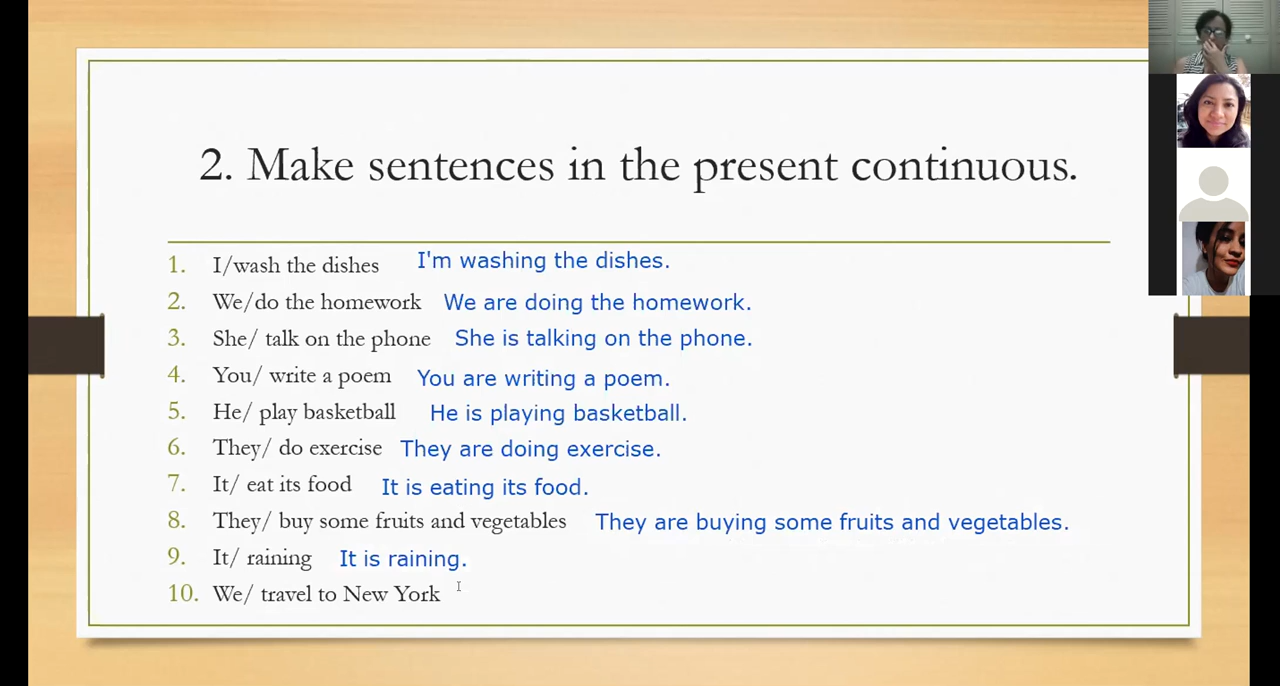 2. Make sentences in the present continuous.
1. I/wash the dishes I'm washing the dishes.
2. We/do the homework We are doing the homework.
3. She/ talk on the phone She is talking on the phone.
4. You/ write a poem You are writing a poem.
5. He/ play basketball He is playing basketball.
6. They/ do exercise They are doing exercise.
7. It/ eat its food It is eating its food.
8. They/ buy some fruits and vegetables They are buying some fruits and vegetables.
9. It/ raining It is raining.
10. We/ travel to New York